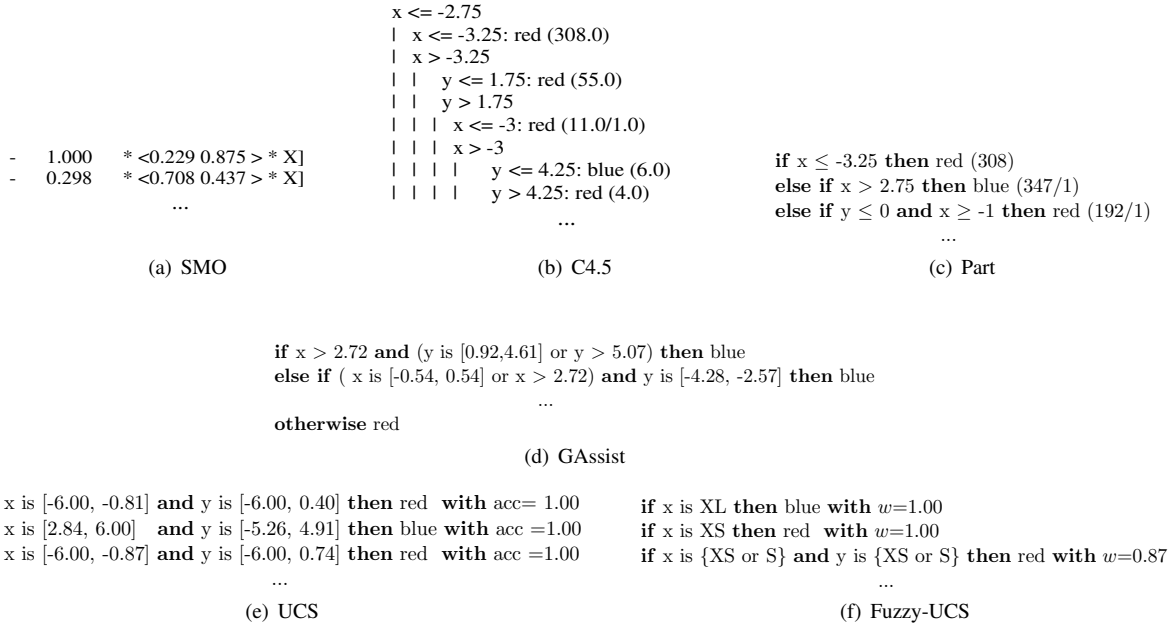 - 1.000 * <0.229 0.875 > * X]
- 0.298 * <0.708 0.437 > * X]
...
(a) SMO
x <= -2.75
| x <= -3.25: red (308.0)
| x > -3.25
| | y <= 1.75: red (55.0)
| | y > 1.75
| | | x <= -3: red (11.0/1.0)
| | | x > -3
| | | | y <= 4.25: blue (6.0)
| | | | y > 4.25: red (4.0)
...
(b) C4.5
if x ≤ -3.25 then red (308)
else if x > 2.75 then blue (347/1)
else if y ≤ 0 and x ≥ -1 then red (192/1)
...
(c) Part
if x > 2.72 and (y is [0.92,4.61] or y > 5.07) then blue
else if ( x is [-0.54, 0.54] or x > 2.72) and y is [-4.28, -2.57] then blue
...
otherwise red
(d) GAssist
x is [-6.00, -0.81] and y is [-6.00, 0.40] then red with acc= 1.00
x is [2.84, 6.00] and y is [-5.26, 4.91] then blue with acc =1.00
x is [-6.00, -0.87] and y is [-6.00, 0.74] then red with acc =1.00
...
(e) UCS
if x is XL then blue with w=1.00
if x is XS then red with w=1.00
if x is {XS or S} and y is {XS or S} then red with w=0.87
...
(f) Fuzzy-UCS